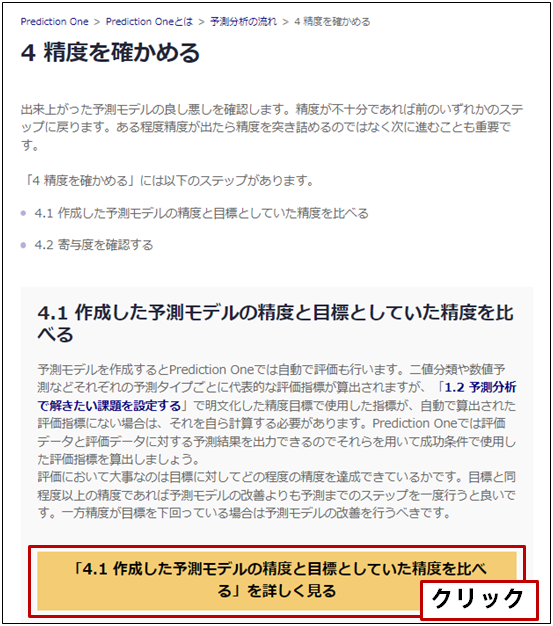 Prediction One > Prediction Oneとは > 予測分析の流れ > 4 精度を確かめる
4 精度を確かめる
出来上がった予測モデルの良し悪しを確認します。精度が不十分であれば前のいずれかのステ
ップに戻ります。ある程度精度が出たら精度を突き詰めるのではなく次に進むことも重要で
す。
「4 精度を確かめる」には以下のステップがあります。
4.1 作成した予測モデルの精度と目標としていた精度を比べる
4.2 寄与度を確認する
4.1 作成した予測モデルの精度と目標としていた精度を比
べる
予測モデルを作成するとPrediction Oneでは自動で評価も行います。二値分類や数値予
測などそれぞれの予測タイプごとに代表的な評価指標が算出されますが、「1.2 予測分析
で解きたい課題を設定する」で明文化した精度目標で使用した指標が、自動で算出された
評価指標にない場合は、それを自ら計算する必要があります。Prediction Oneでは評価
データと評価データに対する予測結果を出力できるのでそれらを用いて成功条件で使用し
た評価指標を算出しましょう。
評価において大事なのは目標に対してどの程度の精度を達成できているかです。目標と同
程度以上の精度であれば予測モデルの改善よりも予測までのステップを一度行うと良いで
す。一方精度が目標を下回っている場合は予測モデルの改善を行うべきです。
「4.1 作成した予測モデルの精度と目標としていた精度を比べ
る」を詳しく見る
クリック